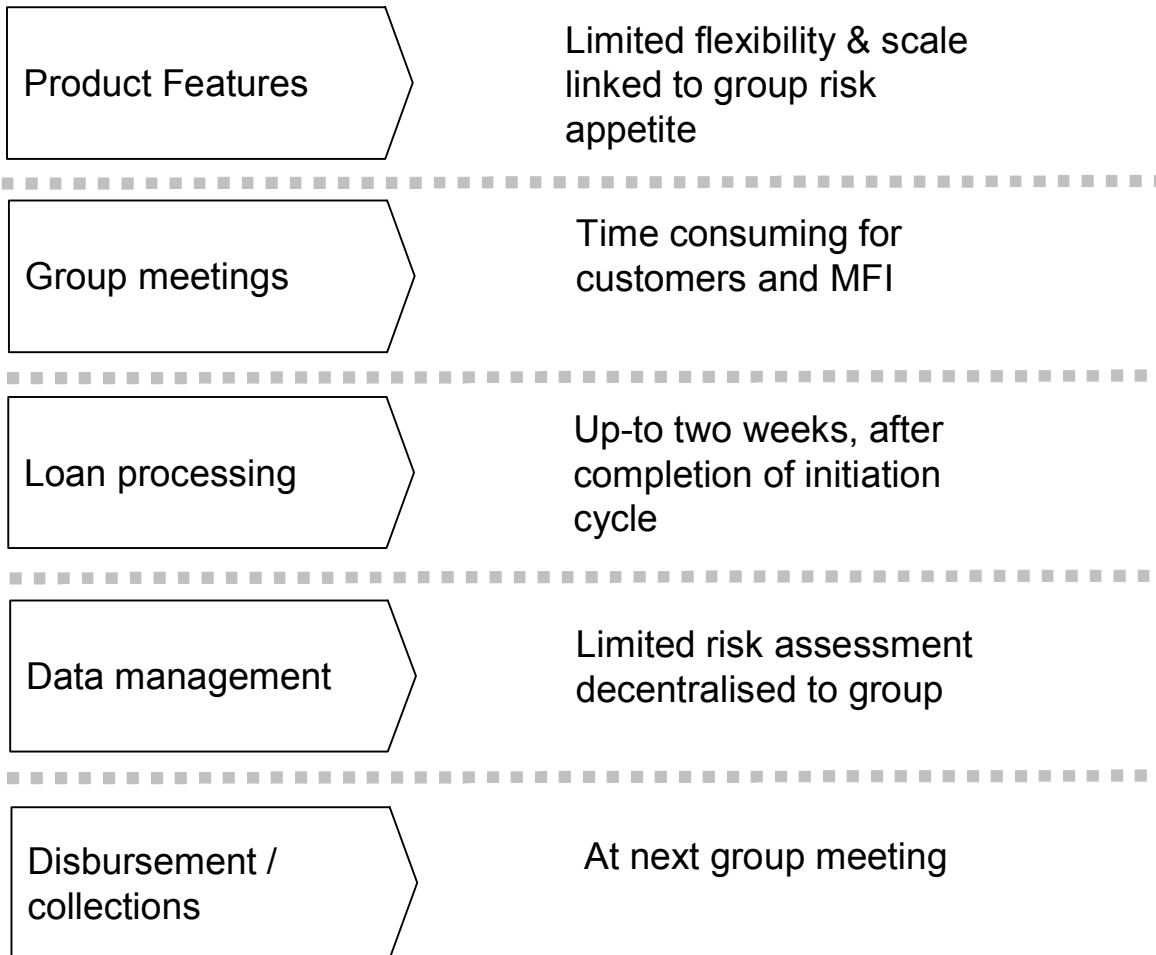 Product Features
Limited flexibility & scale
linked to group risk
appetite
Group meetings
Time consuming for
customers and MFI
Loan processing
Up-to two weeks, after
completion of initiation
cycle
Data management
Limited risk assessment
decentralised to group
Disbursement /
collections
At next group meeting